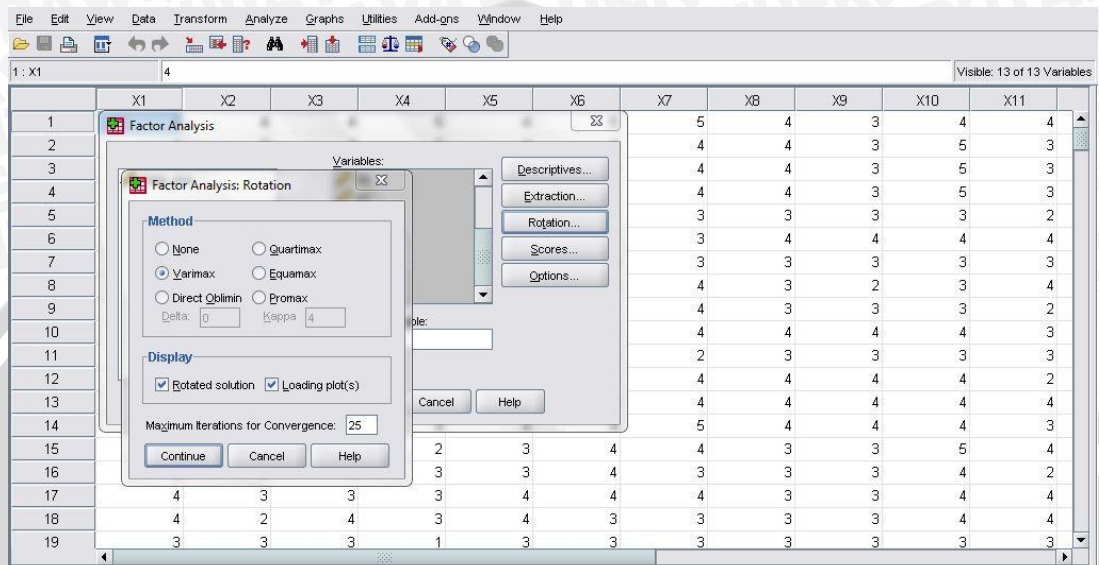 File Edit View Data Transform Analyze Graphs Utilities Add-ons Window Help
1 : X1 4 Visible: 13 of 13 Variables
X1 X2 X3 X4 X5 X6 X7 X8 X9 X10 X11
1 5 4 3 4 4
2 4 4 3 5 3
3 4 4 3 5 3
4 4 4 3 5 3
5 3 3 3 3 2
6 3 4 4 4 4
7 3 3 3 3 3
8 4 3 2 3 4
9 4 3 3 3 2
10 4 4 4 4 3
11 2 3 3 3 3
12 4 4 4 4 2
13 4 4 4 4 4
14 5 4 4 4 3
15 2 3 4 4 3 3 5 4
16 3 3 4 3 3 3 4 2
17 4 3 3 3 4 4 4 3 3 4 4
18 4 2 4 3 4 3 3 3 3 4 4
19 3 3 3 1 3 3 3 3 3 3 3
Factor Analysis
Variables:
Descriptives...
Extraction...
Rotation...
Scores...
Options...
ble:
Cancel Help
Factor Analysis: Rotation
Method
None Quartimax
Varimax Equamax
Direct Oblimin Promax
Delta: 0 Kappa 4
Display
Rotated solution Loading plot(s)
Maximum Iterations for Convergence: 25
Continue Cancel Help